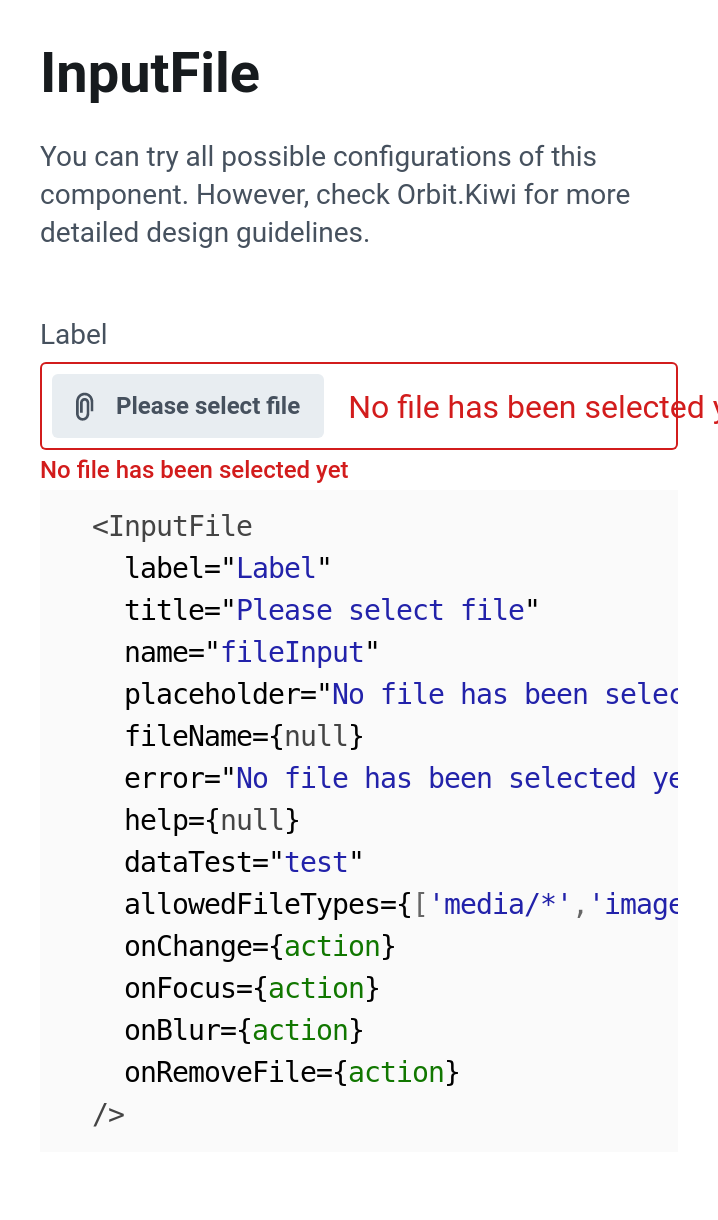 InputFile
You can try all possible configurations of this
component. However, check Orbit.Kiwi for more
detailed design guidelines.
Label
Please select file No file has been selected
No file has been selected yet
<InputFile
label="Label"
title="Please select file"
name="fileInput"
placeholder="No file has been selec
fileName={null}
error="No file has been selected ye
help={null}
dataTest="test"
allowedFileTypes={['media/*','image
onChange={action}
onFocus={action}
onBlur={action}
onRemoveFile={action}
/>